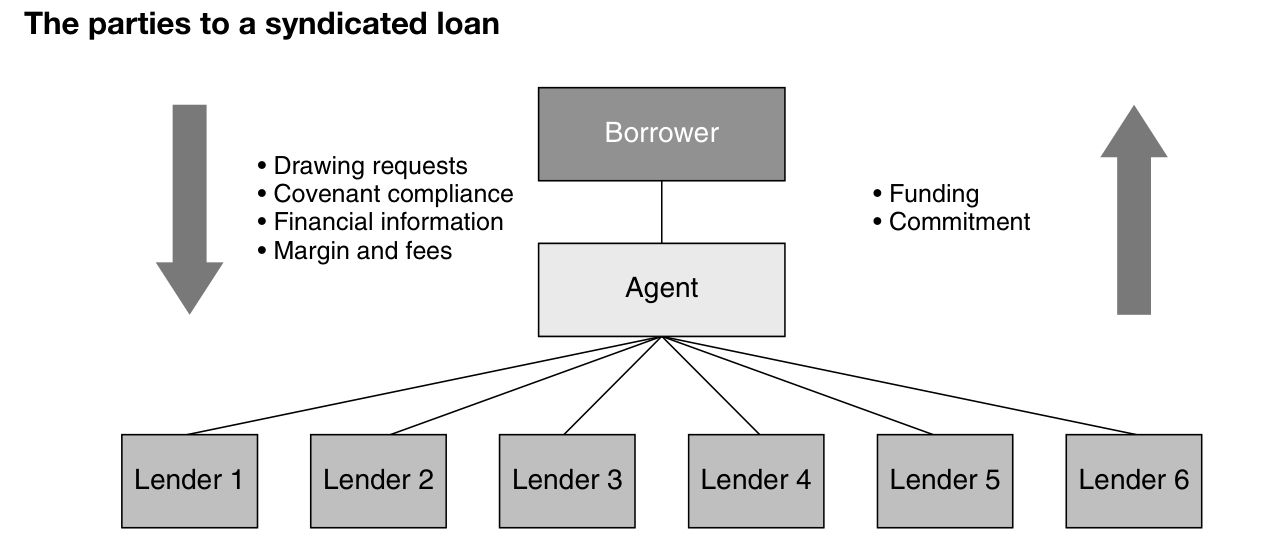 The parties to a syndicated loan
Borrower
• Drawing requests
• Covenant compliance
• Financial information
• Margin and fees
• Funding
• Commitment
Agent
Lender 1
Lender 2
Lender 3
Lender 4
Lender 5
Lender 6